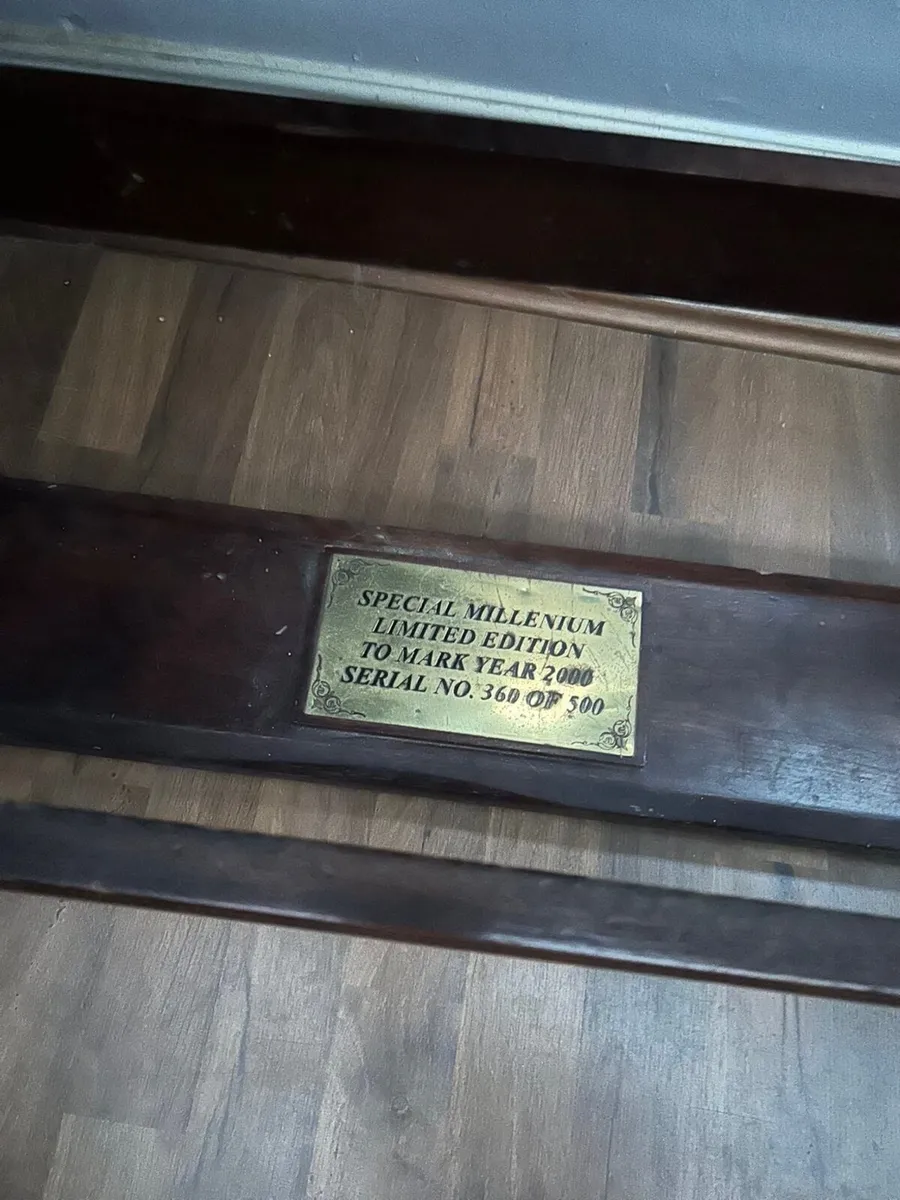 SPECIAL MILLENIUM
LIMITED EDITION
TO MARK YEAR 2000
SERIAL NO. 360 OF 500